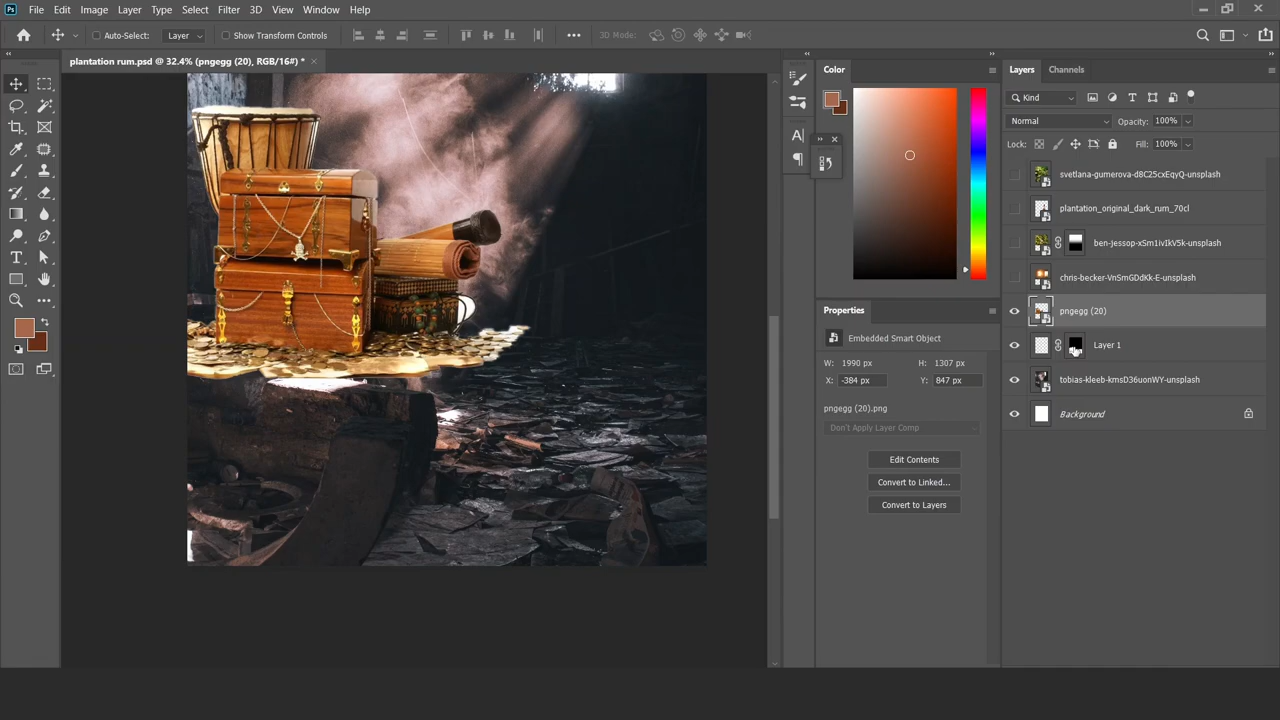 Ps File Edit Image Layer Type Select Filter 3D View Window Help
Auto-Select: Layer Show Transform Controls 3D Mode:
plantation rum.psd @ 32.4% (pngegg (20), RGB/16#) * ×
Color
Layers Channels
Kind
Normal Opacity: 100%
Lock: Fill: 100%
svetlana-gumerova-d8C25cxEqyQ-unsplash
plantation_original_dark_rum_70cl
ben-jessop-xSm1ivIkV5k-unsplash
chris-becker-VnSmGDdKk-E-unsplash
pngegg (20)
Layer 1
tobias-kleeb-kmsD36uonWY-unsplash
Background
Properties
Embedded Smart Object
W: 1990 px H: 1307 px
X: -384 px Y: 847 px
pngegg (20).png
Don't Apply Layer Comp
Edit Contents
Convert to Linked...
Convert to Layers